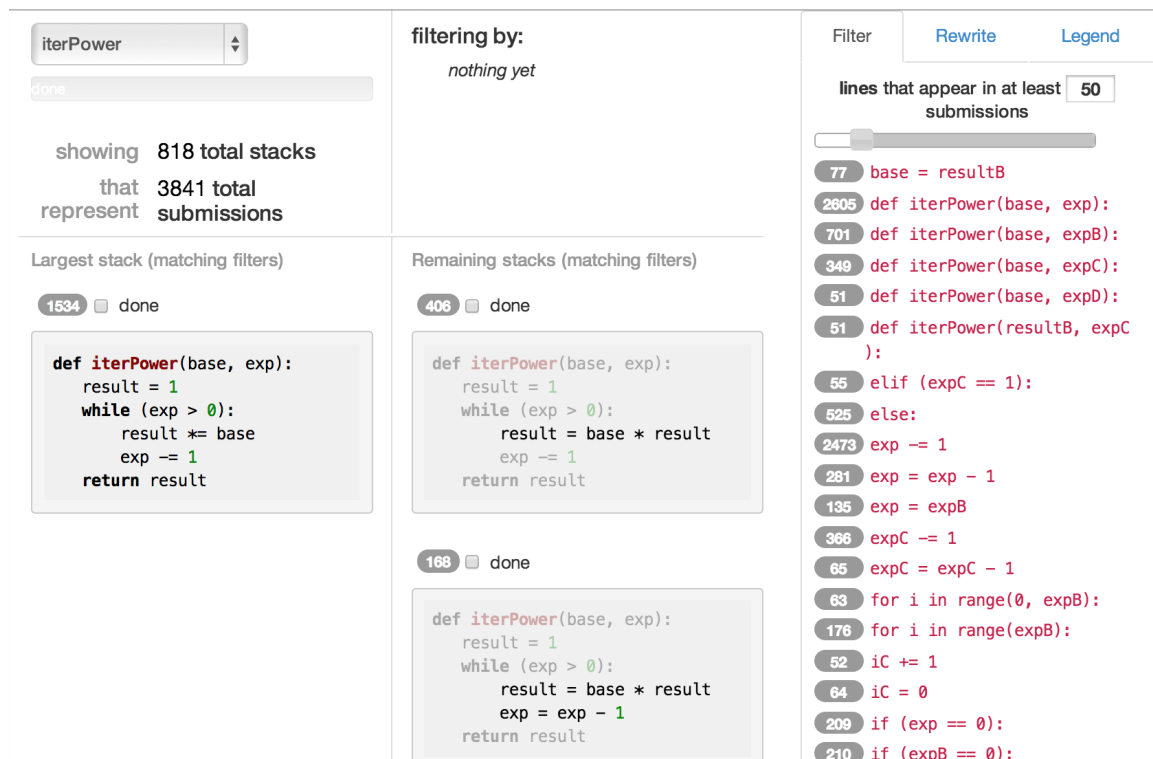 iterPower
done
showing 818 total stacks
that represent 3841 total submissions
filtering by:
nothing yet
Largest stack (matching filters)
1534 done
def iterPower(base, exp):
    result = 1
    while (exp > 0):
        result *= base
        exp -= 1
    return result
Remaining stacks (matching filters)
406 done
def iterPower(base, exp):
    result = 1
    while (exp > 0):
        result = base * result
        exp -= 1
    return result
168 done
def iterPower(base, exp):
    result = 1
    while (exp > 0):
        result = base * result
        exp = exp - 1
    return result
Filter Rewrite Legend
lines that appear in at least 50
submissions
77 base = resultB
2605 def iterPower(base, exp):
701 def iterPower(base, expB):
349 def iterPower(base, expC):
51 def iterPower(base, expD):
51 def iterPower(resultB, expC
):
55 elif (expC == 1):
525 else:
2473 exp -= 1
281 exp = exp - 1
135 exp = expB
366 expC -= 1
65 expC = expC - 1
63 for i in range(0, expB):
176 for i in range(expB):
52 iC += 1
64 iC = 0
209 if (exp == 0):
210 if (expB == 0):